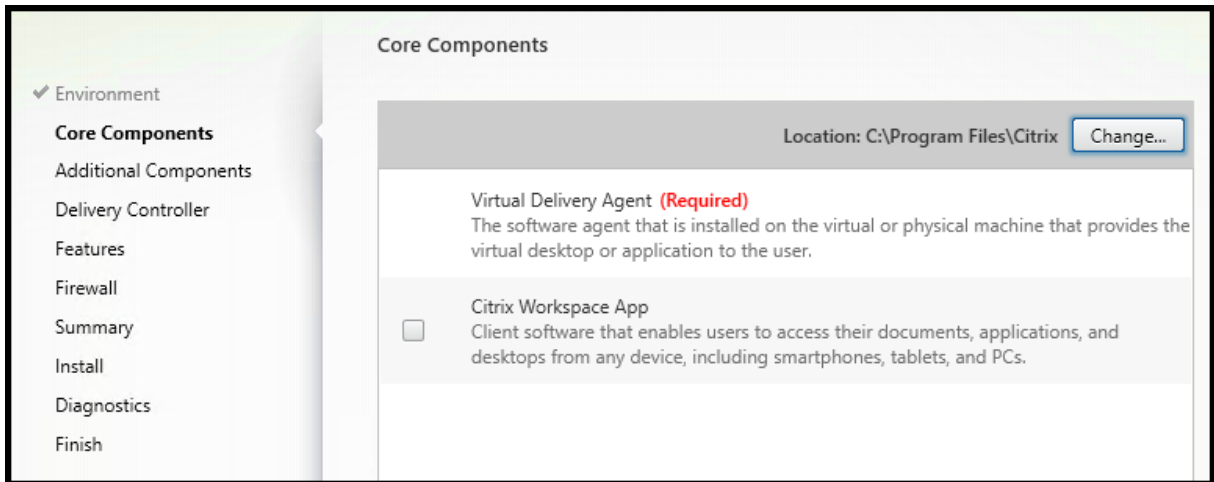 Core Components
Environment
Core Components
Additional Components
Delivery Controller
Features
Firewall
Summary
Install
Diagnostics
Finish
Location: C:\Program Files\Citrix Change...
Virtual Delivery Agent (Required)
The software agent that is installed on the virtual or physical machine that provides the
virtual desktop or application to the user.
Citrix Workspace App
Client software that enables users to access their documents, applications, and
desktops from any device, including smartphones, tablets, and PCs.